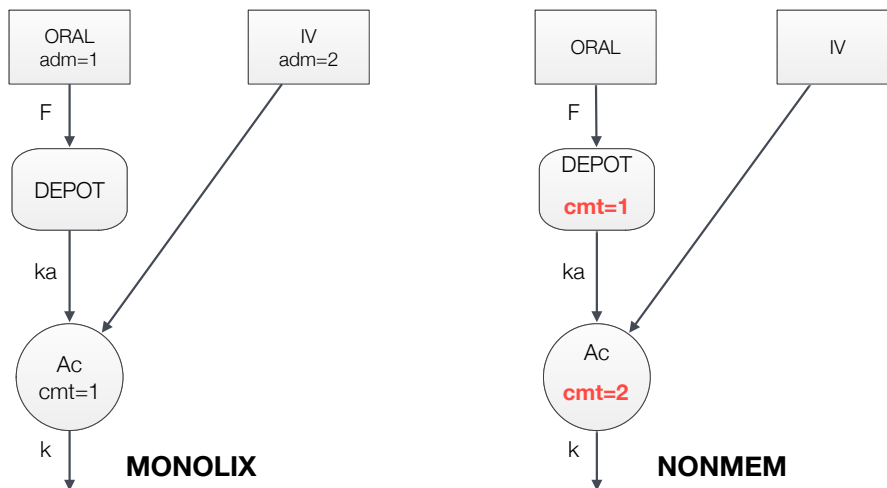 ORAL
adm=1
IV
adm=2
F
DEPOT
ka
Ac
cmt=1
k
MONOLIX
ORAL
IV
F
DEPOT
cmt=1
ka
Ac
cmt=2
k
NONMEM